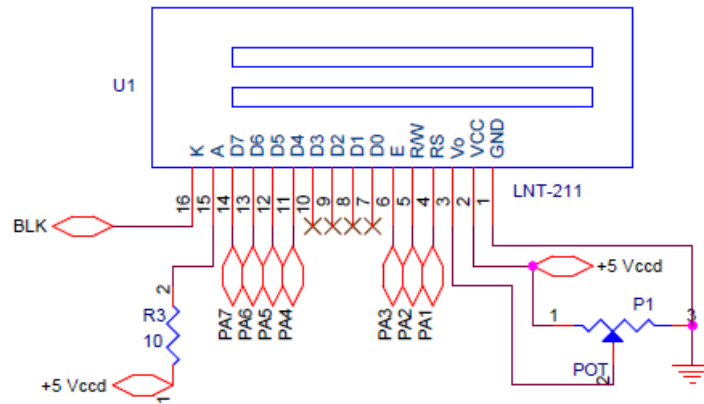 U1
K A D7 D6 D5 D4 D3 D2 D1 D0 E R/W RS Vo VCC GND
LNT-211
16 15 14 13 12 11 10 9 8 7 6 5 4 3 2 1
BLK
+5 Vccd
2
R3
10
PA7 PA6 PA5 PA4 PA3 PA2 PA1
1 P1 3
POT 2
+5 Vccd
1